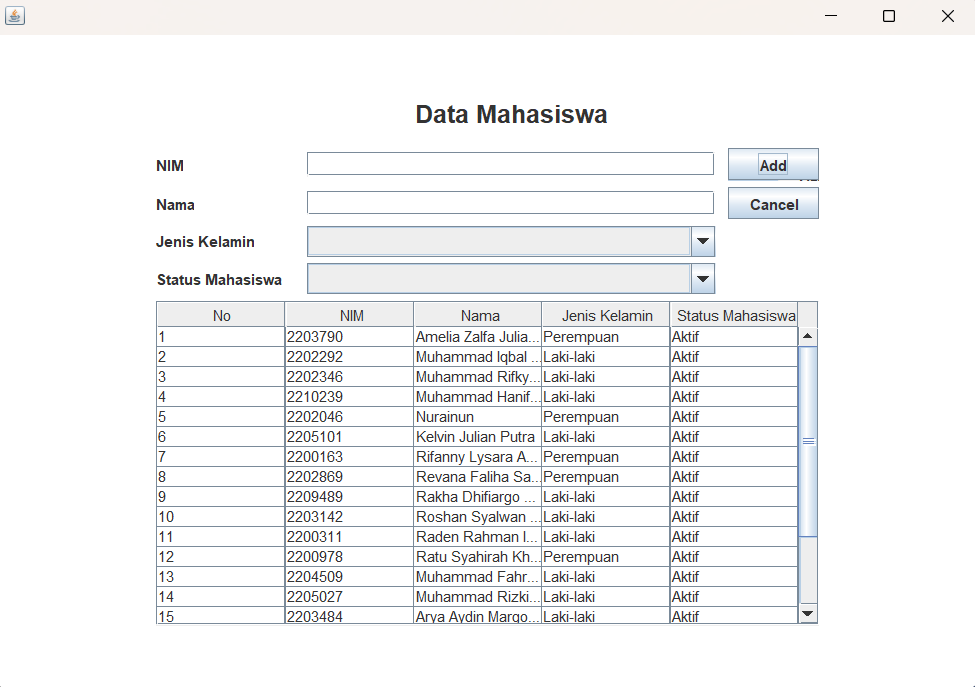 Data Mahasiswa
NIM Add
Nama Cancel
Jenis Kelamin
Status Mahasiswa
No NIM Nama Jenis Kelamin Status Mahasiswa
1 2203790 Amelia Zalfa Julia... Perempuan Aktif
2 2202292 Muhammad Iqbal ... Laki-laki Aktif
3 2202346 Muhammad Rifky... Laki-laki Aktif
4 2210239 Muhammad Hanif... Laki-laki Aktif
5 2202046 Nurainun Perempuan Aktif
6 2205101 Kelvin Julian Putra Laki-laki Aktif
7 2200163 Rifanny Lysara A... Perempuan Aktif
8 2202869 Revana Faliha Sa... Perempuan Aktif
9 2209489 Rakha Dhifiargo ... Laki-laki Aktif
10 2203142 Roshan Syalwan ... Laki-laki Aktif
11 2200311 Raden Rahman I... Laki-laki Aktif
12 2200978 Ratu Syahirah Kh... Perempuan Aktif
13 2204509 Muhammad Fahr... Laki-laki Aktif
14 2205027 Muhammad Rizki... Laki-laki Aktif
15 2203484 Arya Aydin Margo... Laki-laki Aktif